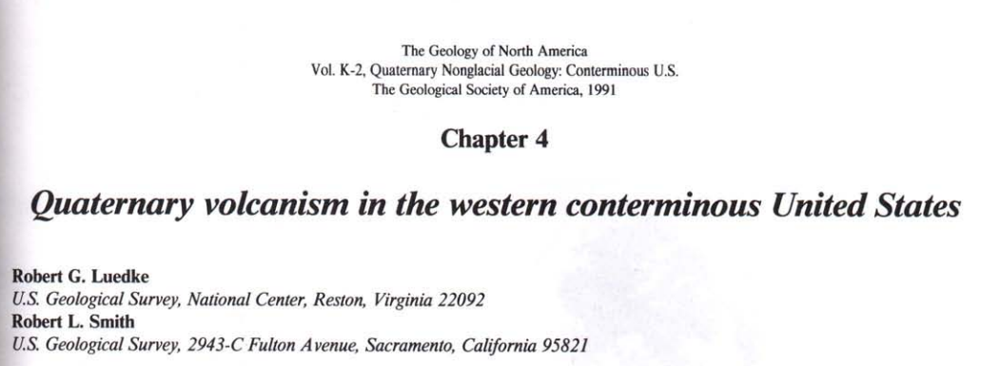 The Geology of North America
Vol. K-2, Quaternary Nonglacial Geology: Conterminous U.S.
The Geological Society of America, 1991
Chapter 4
Quaternary volcanism in the western conterminous United States
Robert G. Luedke
U.S. Geological Survey, National Center, Reston, Virginia 22092
Robert L. Smith
U.S. Geological Survey, 2943-C Fulton Avenue, Sacramento, California 95821